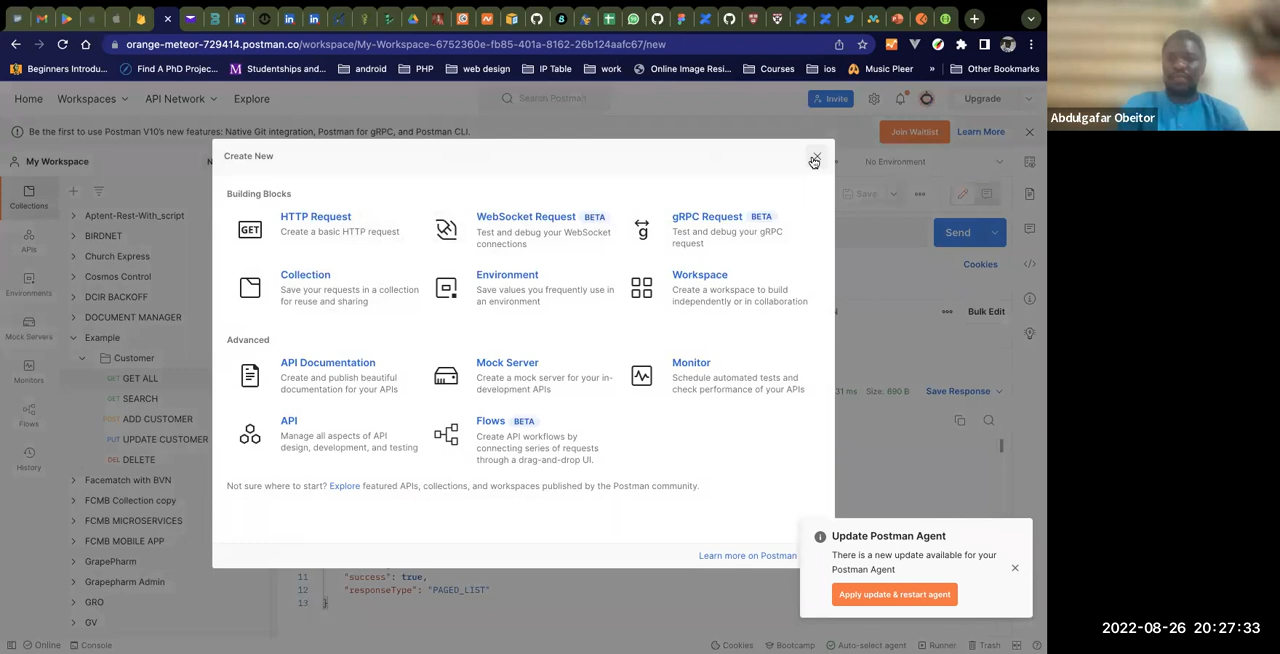 orange-meteor-729414.postman.co/workspace/My-Workspace~6752360e-fb85-401a-8162-26b124aafc67/new
Beginners Introdu... Find A PhD Projec... Studentships and... android PHP web design IP Table work Online Image Resi... Courses ios Music Pleer » Other Bookmarks
Home Workspaces API Network Explore Search Postman Invite Upgrade
Be the first to use Postman V10's new features: Native Git integration, Postman for gRPC, and Postman CLI. Join Waitlist Learn More
My Workspace
No Environment
Collections
APIs
Environments
Mock Servers
Monitors
Flows
History
Aptent-Rest-With_script
BIRDNET
Church Express
Cosmos Control
DCIR BACKOFF
DOCUMENT MANAGER
Example
Customer
GET GET ALL
GET SEARCH
POST ADD CUSTOMER
PUT UPDATE CUSTOMER
DEL DELETE
Facematch with BVN
FCMB Collection copy
FCMB MICROSERVICES
FCMB MOBILE APP
GrapePharm
Grapepharm Admin
GRO
GV
Create New
Building Blocks
GET
HTTP Request
Create a basic HTTP request
WebSocket Request BETA
Test and debug your WebSocket
connections
gRPC Request BETA
Test and debug your gRPC
request
Collection
Save your requests in a collection
for reuse and sharing
Environment
Save values you frequently use in
an environment
Workspace
Create a workspace to build
independently or in collaboration
Advanced
API Documentation
Create and publish beautiful
documentation for your APIs
Mock Server
Create a mock server for your in-
development APIs
Monitor
Schedule automated tests and
check performance of your APIs
API
Manage all aspects of API
design, development, and testing
Flows BETA
Create API workflows by
connecting series of requests
through a drag-and-drop UI.
Not sure where to start? Explore featured APIs, collections, and workspaces published by the Postman community.
Learn more on Postman
Save
Send
Cookies
Bulk Edit
31 ms Size: 690 B Save Response
11 "success": true,
12 "responseType": "PAGED_LIST"
13 }
Update Postman Agent
There is a new update available for your
Postman Agent
Apply update & restart agent
Online Console Cookies Bootcamp Auto-select agent Runner Trash
Abdulgafar Obeitor
2022-08-26 20:27:33